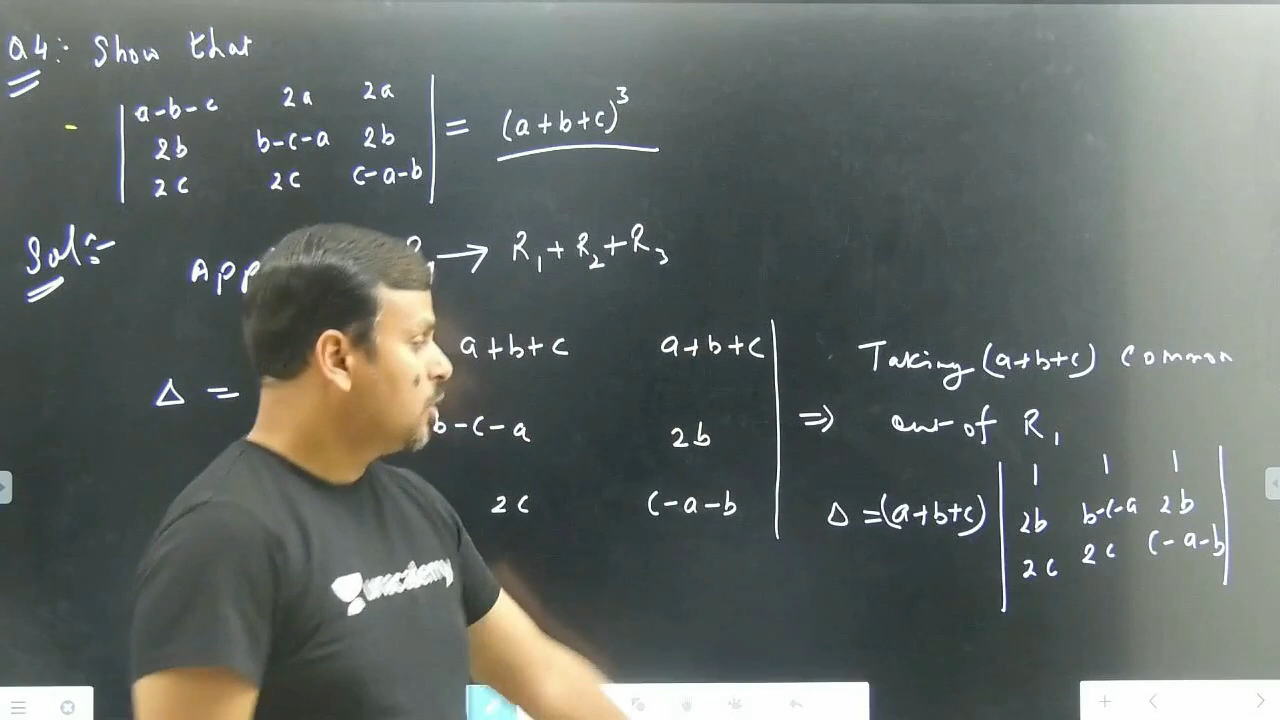 Q4:- Show that
| a-b-c 2a 2a |
| 2b b-c-a 2b | = (a+b+c)³
| 2c 2c c-a-b |
Sol:- → R₁+R₂+R₃
a+b+c a+b+c |
Δ = b-c-a 2b |
2c c-a-b |
⇒ Taking (a+b+c) common
out of R₁
| 1 1 1 |
Δ =(a+b+c) | 2b b-c-a 2b |
| 2c 2c c-a-b |
unacademy